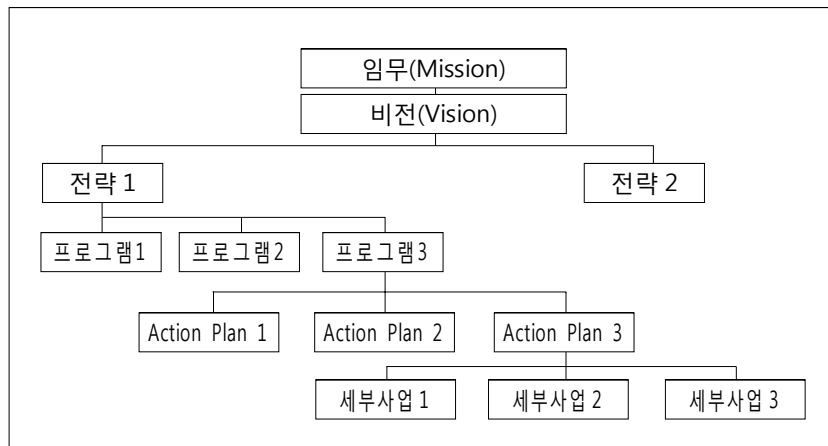 임무(Mission)
비전(Vision)
전략 1 전략 2
프로그램1 프로그램2 프로그램3
Action Plan 1 Action Plan 2 Action Plan 3
세부사업 1 세부사업 2 세부사업 3